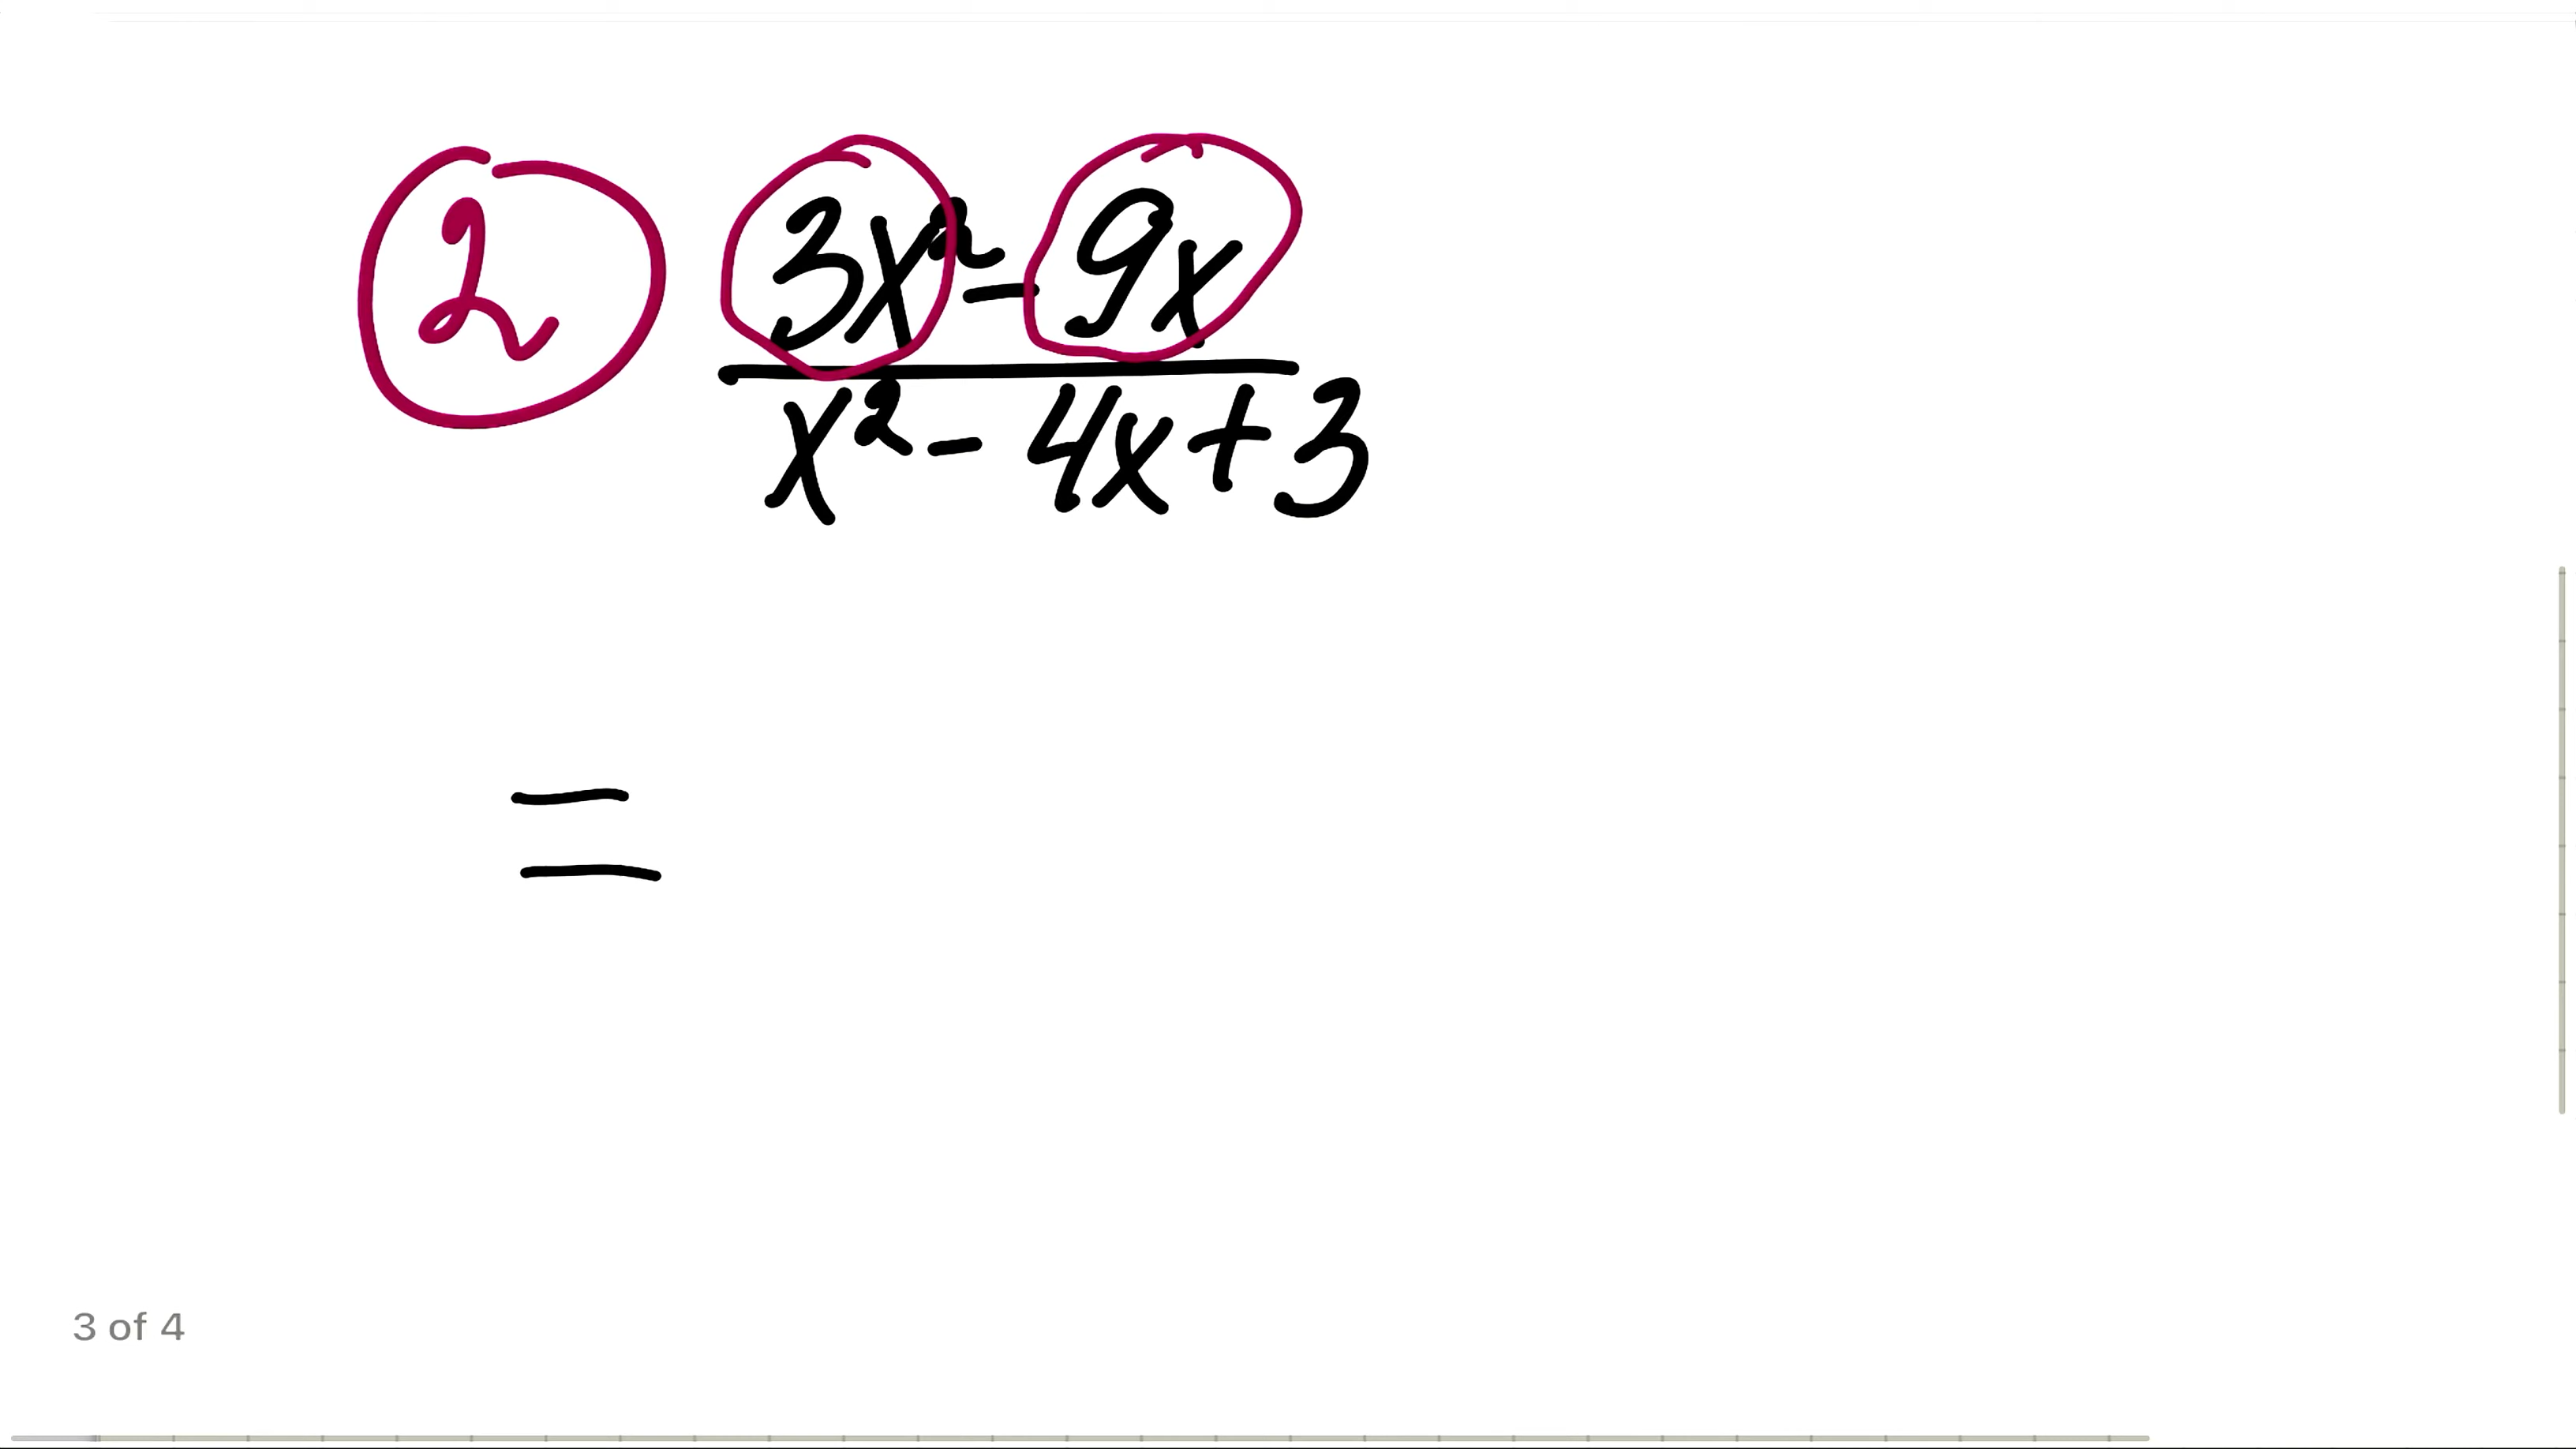 2 3x² - 9x
x² - 4x + 3
=
3 of 4